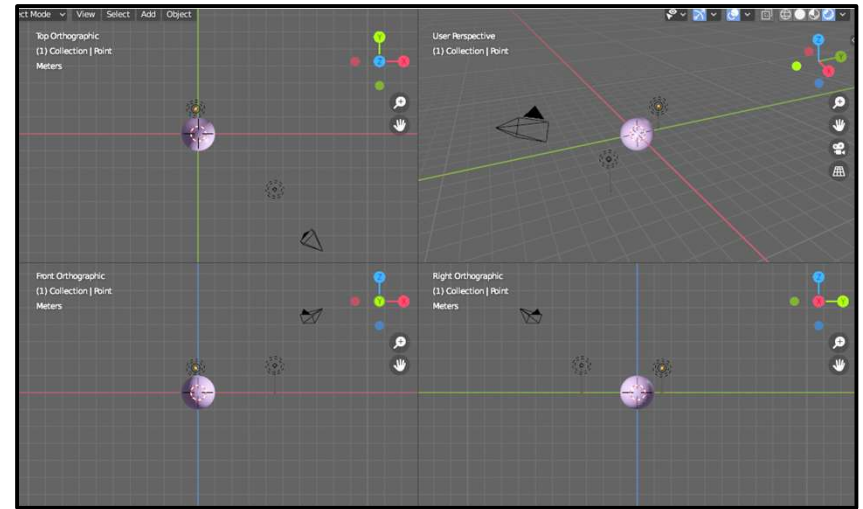 ect Mode View Select Add Object
Top Orthographic
(1) Collection | Point
Meters
Y
Z
X
User Perspective
(1) Collection | Point
Z
Y
X
Front Orthographic
(1) Collection | Point
Meters
Z
Y
X
Right Orthographic
(1) Collection | Point
Meters
Z
X
Y